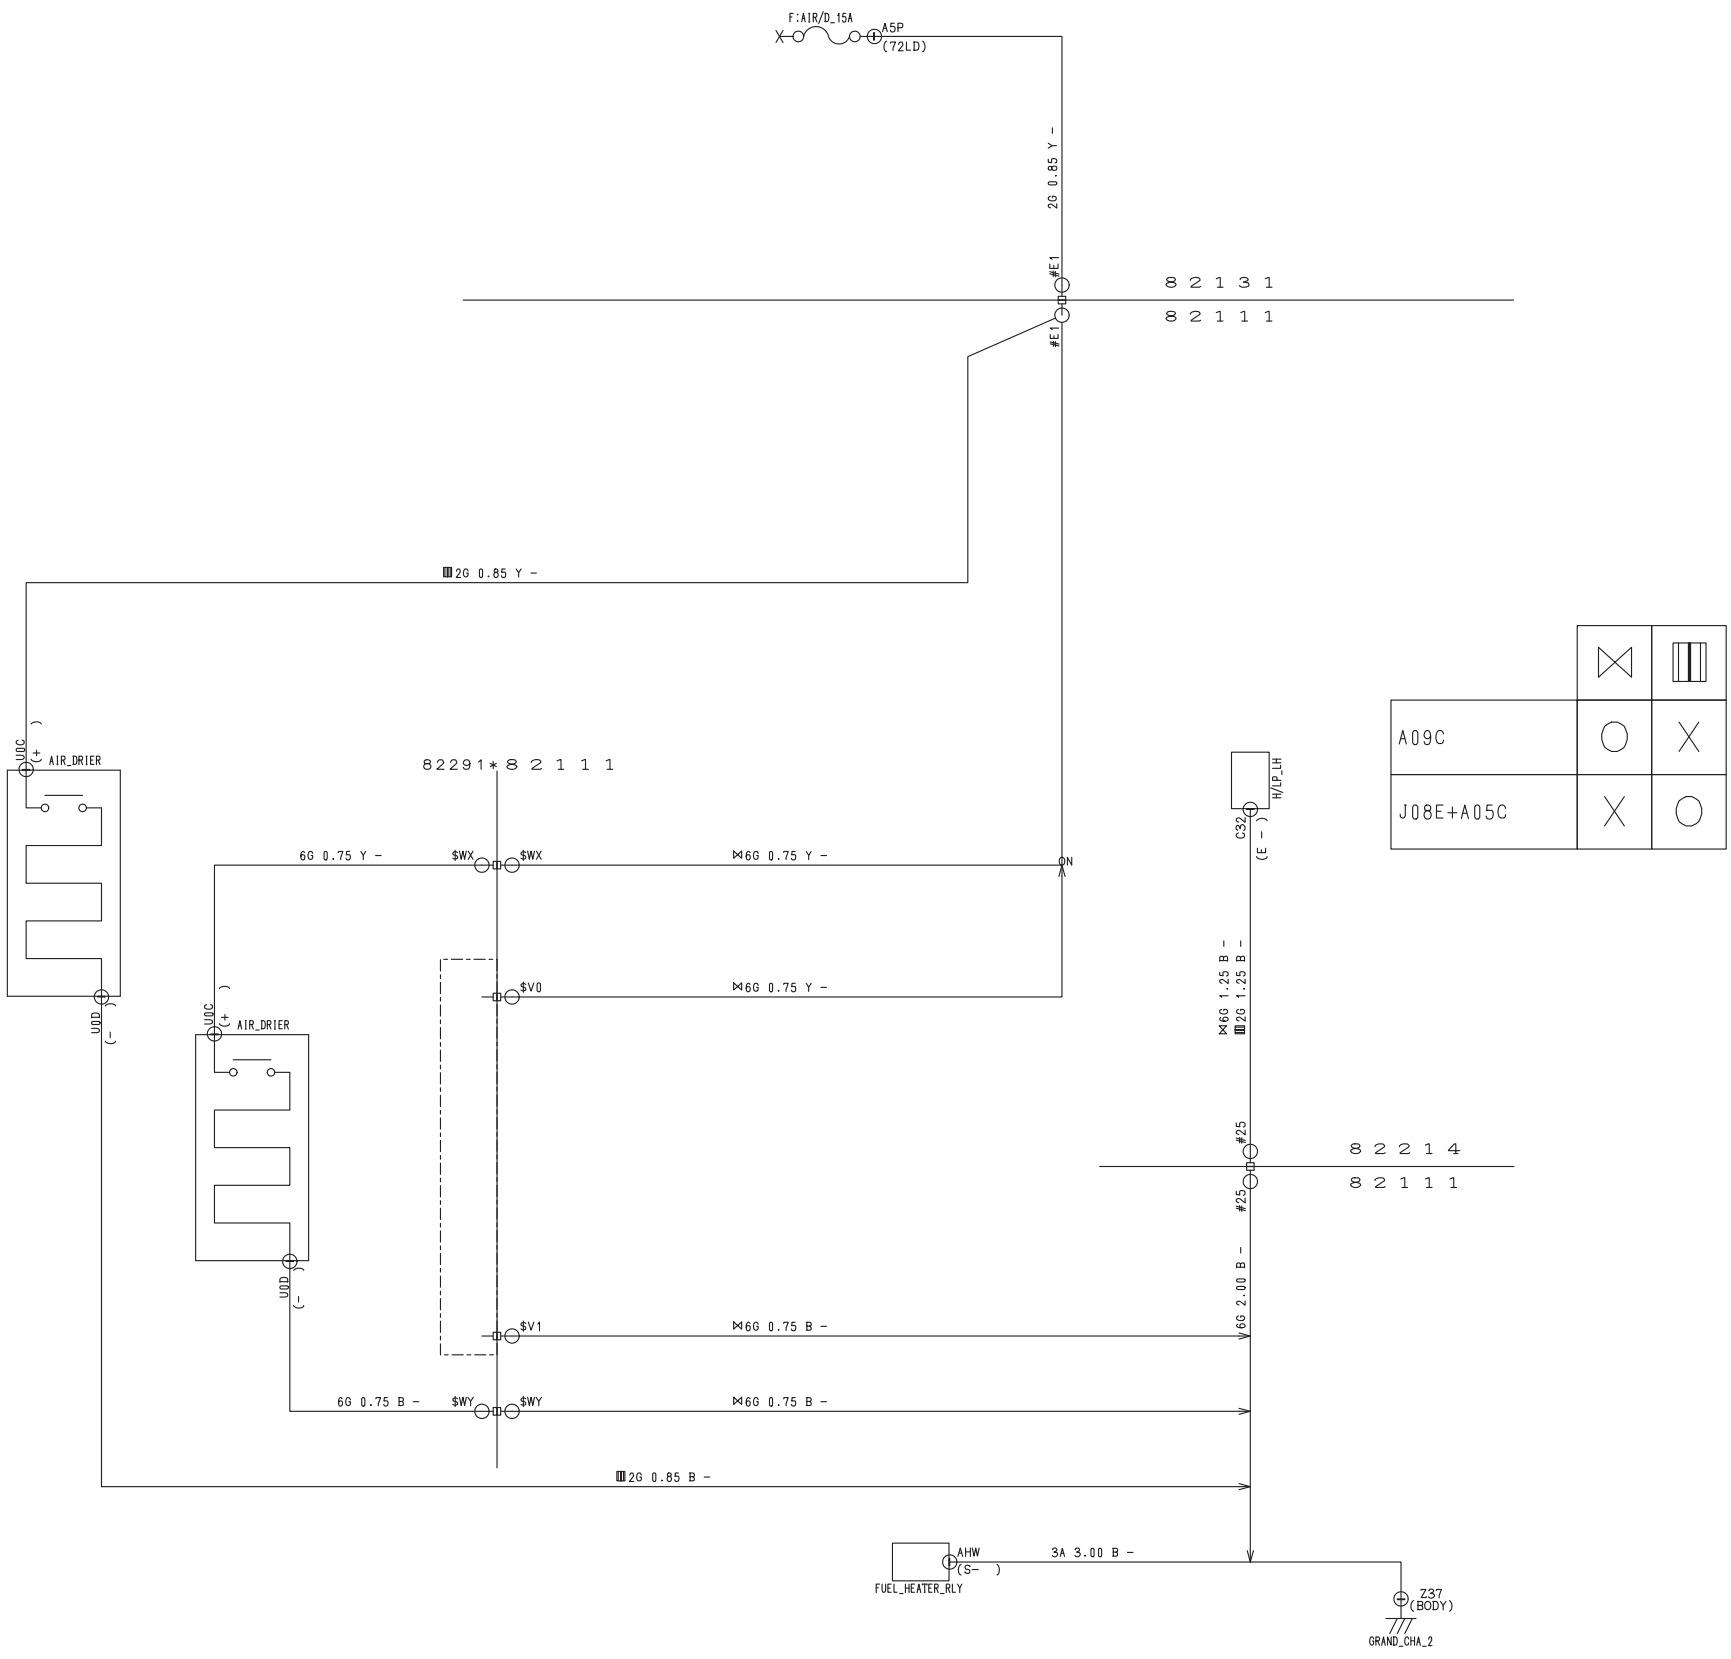 F:AIR/D_15A
A5P
(72LD)
2G 0.85 Y -
#E1
8 2 1 3 1
8 2 1 1 1
#E1
2G 0.85 Y -
U0C
(+ )
AIR_DRIER
82291*8 2 1 1 1
H/LP_LH
C32
(E - )
A09C
J08E+A05C
6G 0.75 Y -
$WX
$WX
6G 0.75 Y -
ON
$V0
6G 0.75 Y -
6G 1.25 B -
2G 1.25 B -
U0D
(- )
U0C
(+ )
AIR_DRIER
#25
8 2 2 1 4
8 2 1 1 1
#25
U0D
(- )
6G 2.00 B -
$V1
6G 0.75 B -
6G 0.75 B -
$WY
$WY
6G 0.75 B -
2G 0.85 B -
AHW
(S- )
3A 3.00 B -
FUEL_HEATER_RLY
Z37
(BODY)
GRAND_CHA_2